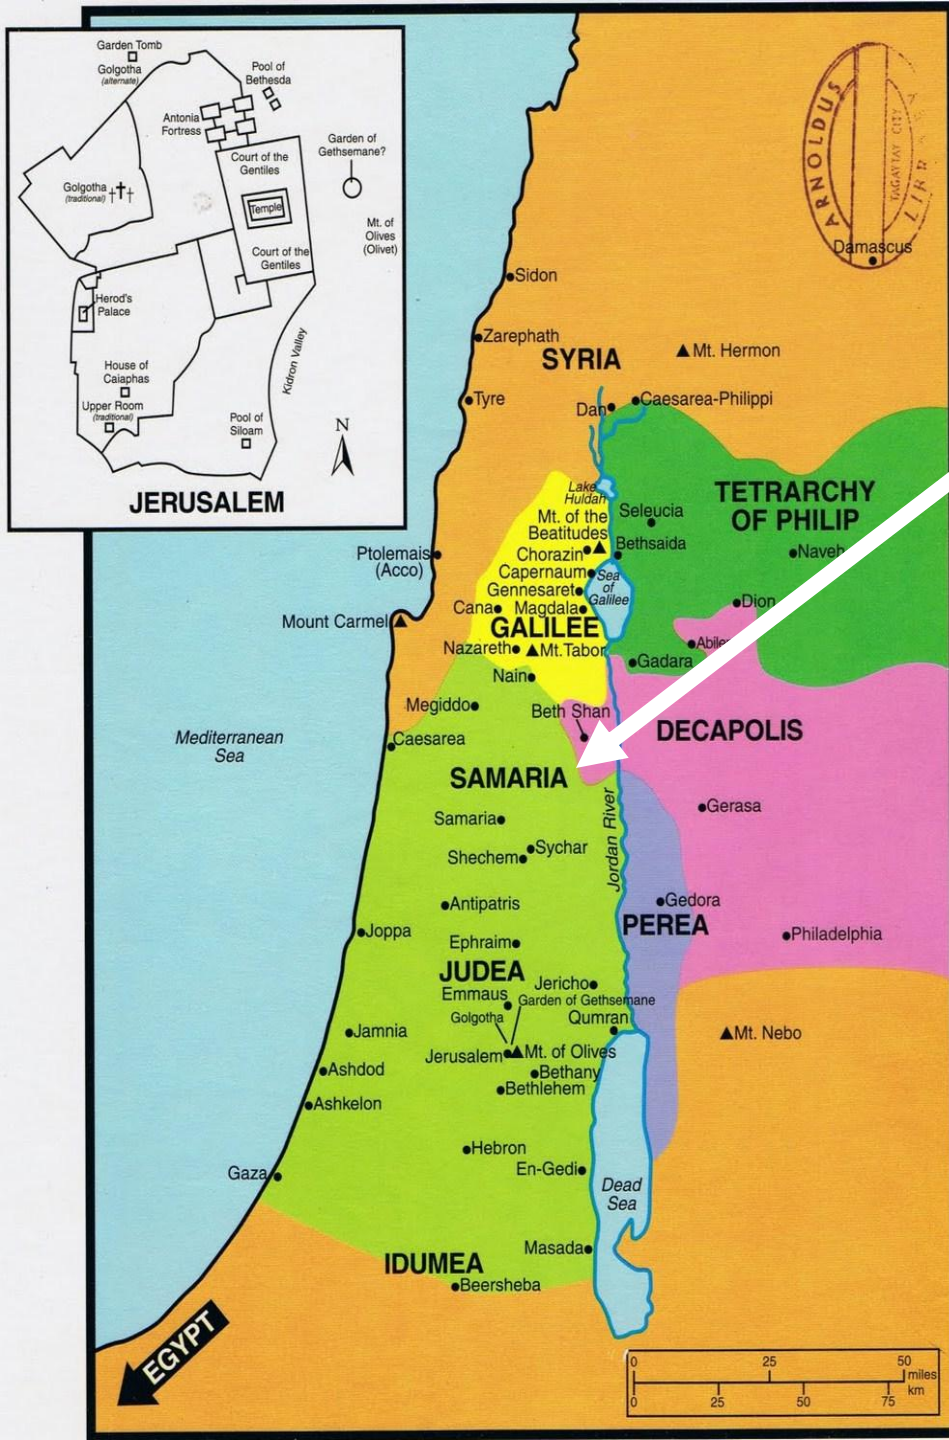 Garden Tomb
Golgotha
(alternate)
Pool of
Bethesda
Antonia
Fortress
Court of the
Gentiles
Garden of
Gethsemane?
Golgotha
(traditional)
Temple
Mt. of
Olives
(Olivet)
Court of the
Gentiles
Herod's
Palace
House of
Caiaphas
Upper Room
(traditional)
Kidron Valley
Pool of
Siloam
N
JERUSALEM
ARNOLDUS
TAGAYTAY CITY
Damascus
Sidon
Zarephath
SYRIA
Mt. Hermon
Tyre
Dan
Caesarea-Philippi
Lake
Huldah
TETRARCHY
OF PHILIP
Seleucia
Mt. of the
Beatitudes
Ptolemais
(Acco)
Chorazin
Bethsaida
Naveh
Capernaum
Sea
of
Galilee
Gennesaret
Cana
Magdala
Dion
Mount Carmel
GALILEE
Nazareth
Mt. Tabor
Gadara
Nain
Megiddo
Beth Shan
DECAPOLIS
Mediterranean
Sea
Caesarea
SAMARIA
Jordan River
Gerasa
Samaria
Sychar
Shechem
Antipatris
Gedora
PEREA
Joppa
Philadelphia
Ephraim
JUDEA
Jericho
Emmaus
Garden of Gethsemane
Golgotha
Qumran
Jamnia
Mt. Nebo
Jerusalem
Mt. of Olives
Ashdod
Bethany
Bethlehem
Ashkelon
Hebron
Gaza
En-Gedi
Dead
Sea
Masada
IDUMEA
Beersheba
EGYPT
0 25 50
miles
km
0 25 50 75